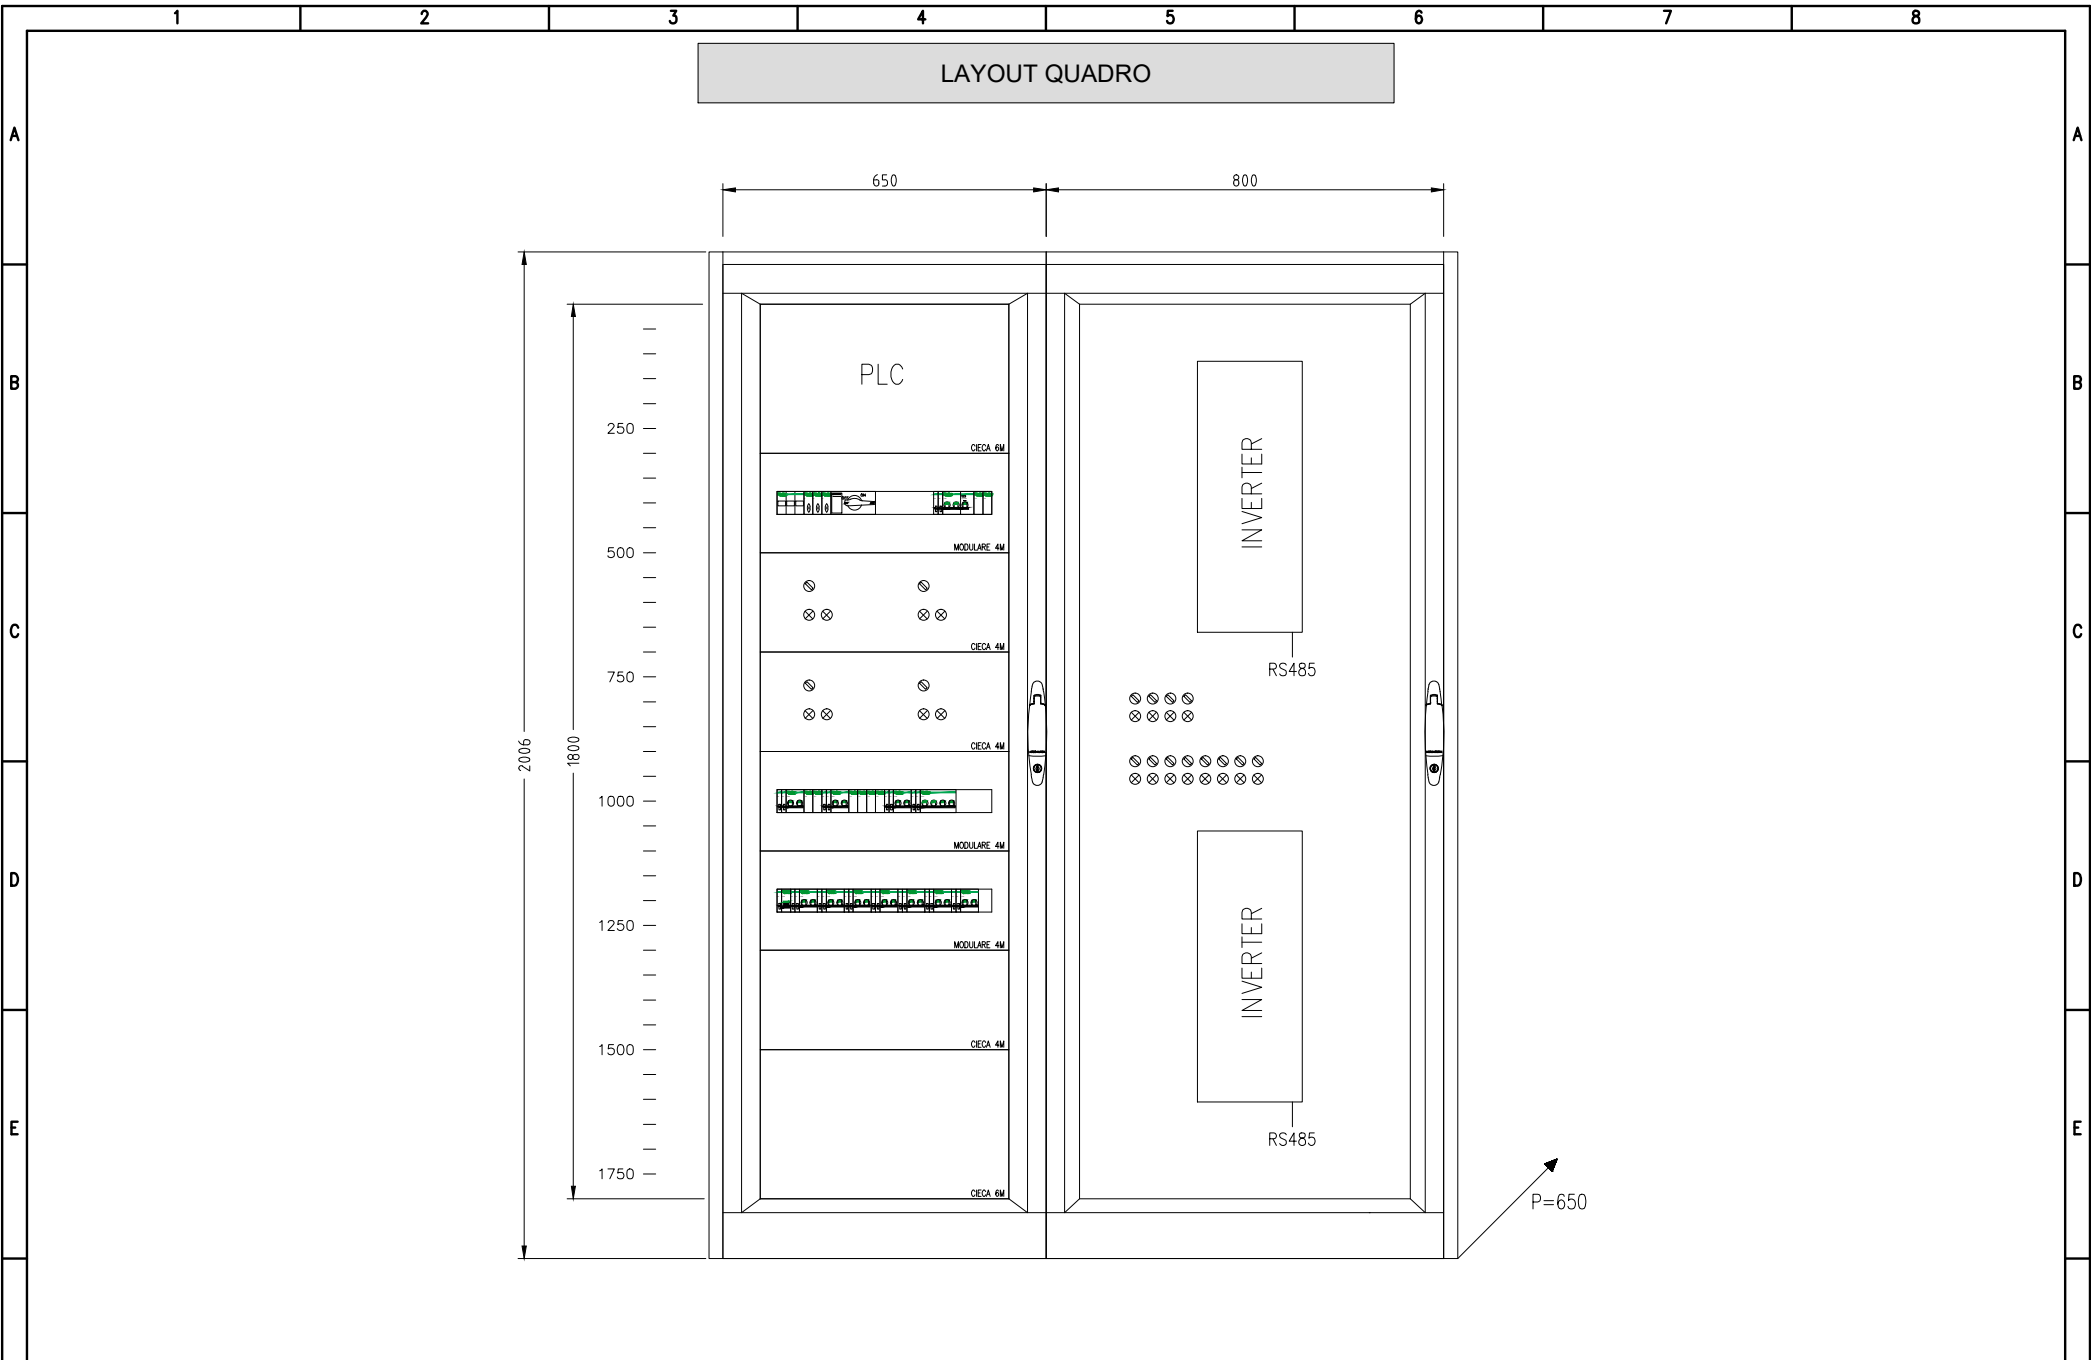 1 2 3 4 5 6 7 8
LAYOUT QUADRO
A A
650 800
B B
PLC
250
CIECA 6M
INVERTER
500
MODULARE 4M
C C
CIECA 4M
RS485
750
CIECA 4M
2006
1800
1000
MODULARE 4M
D D
1250
MODULARE 4M
INVERTER
1500
CIECA 4M
E E
RS485
1750
CIECA 6M
P=650